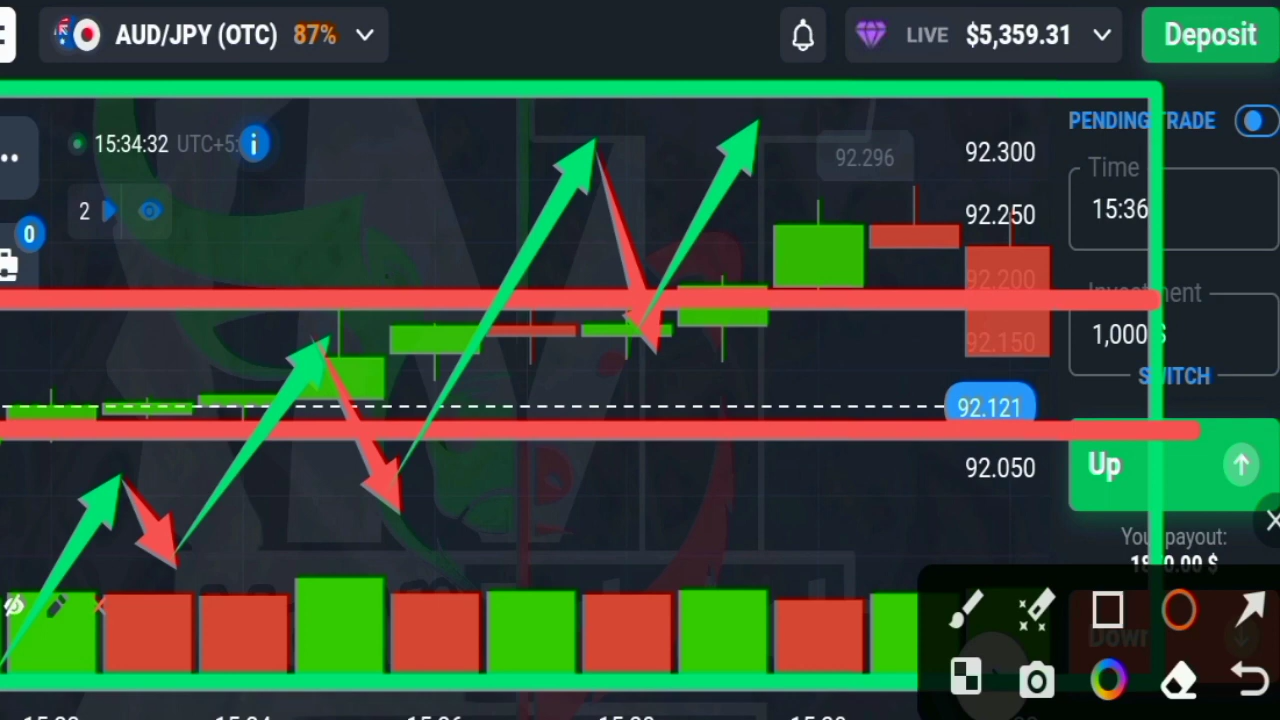 AUD/JPY (OTC) 87%
LIVE $5,359.31
Deposit
15:34:32 UTC+5:
i
PENDING TRADE
92.300
92.296
Time
15:36
92.250
2
0
92.200
Investment
1,000 $
92.150
SWITCH
92.121
92.050
Up
Your payout:
Down